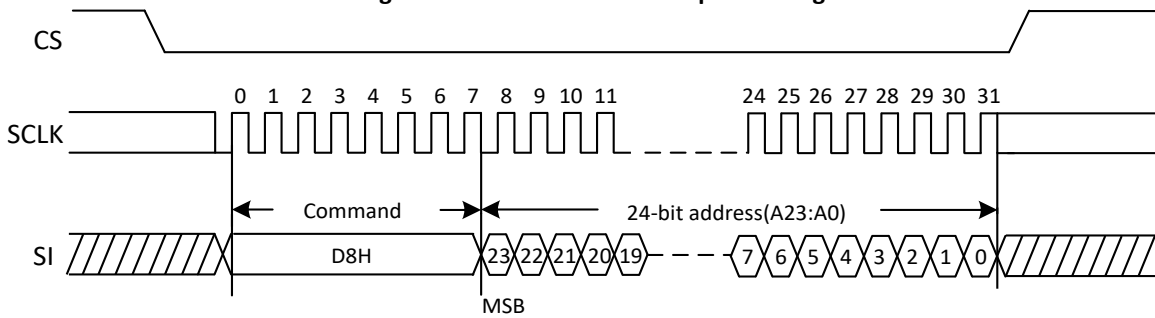 CS
0 1 2 3 4 5 6 7 8 9 10 11 24 25 26 27 28 29 30 31
SCLK
Command 24-bit address(A23:A0)
SI D8H 23 22 21 20 19 7 6 5 4 3 2 1 0
MSB